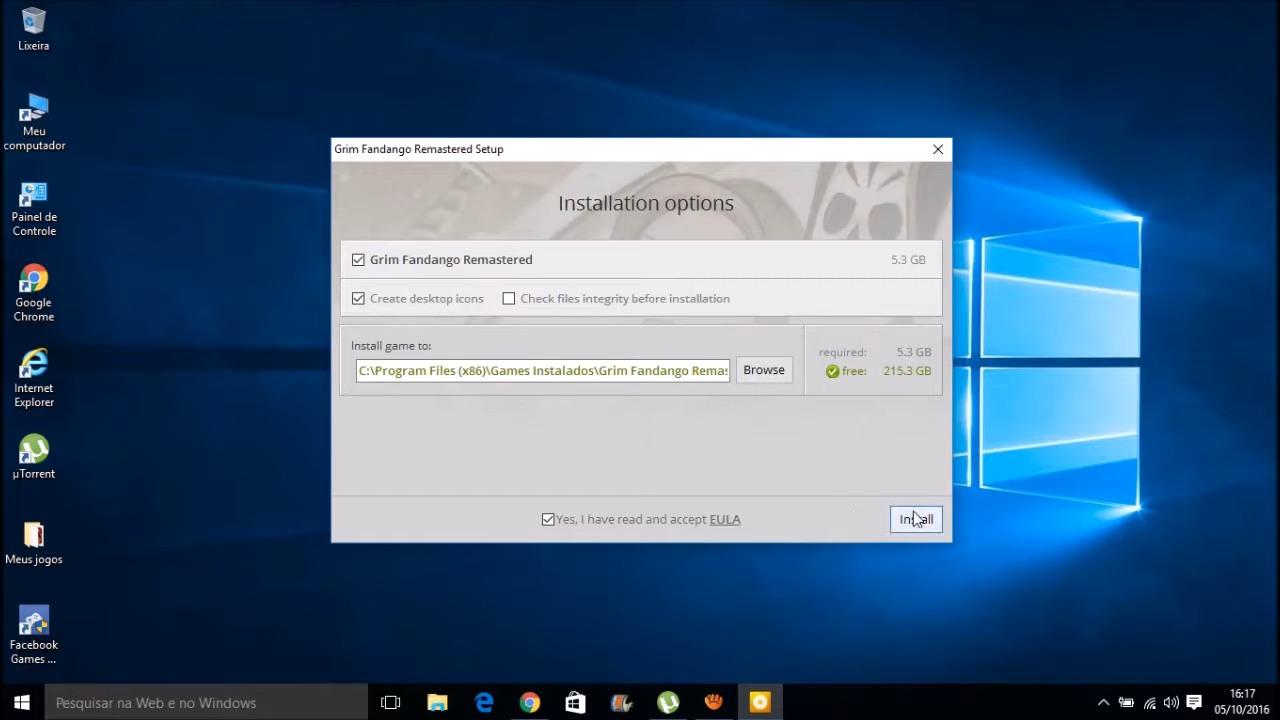 Lixeira
Meu
computador
Painel de
Controle
Google
Chrome
Internet
Explorer
µTorrent
Meus jogos
Facebook
Games ...
Grim Fandango Remastered Setup
Installation options
Grim Fandango Remastered
5.3 GB
Create desktop icons
Check files integrity before installation
Install game to:
C:\Program Files (x86)\Games Instalados\Grim Fandango Remas
Browse
required: 5.3 GB
free: 215.3 GB
Yes, I have read and accept EULA
Install
Pesquisar na Web e no Windows
16:17
05/10/2016